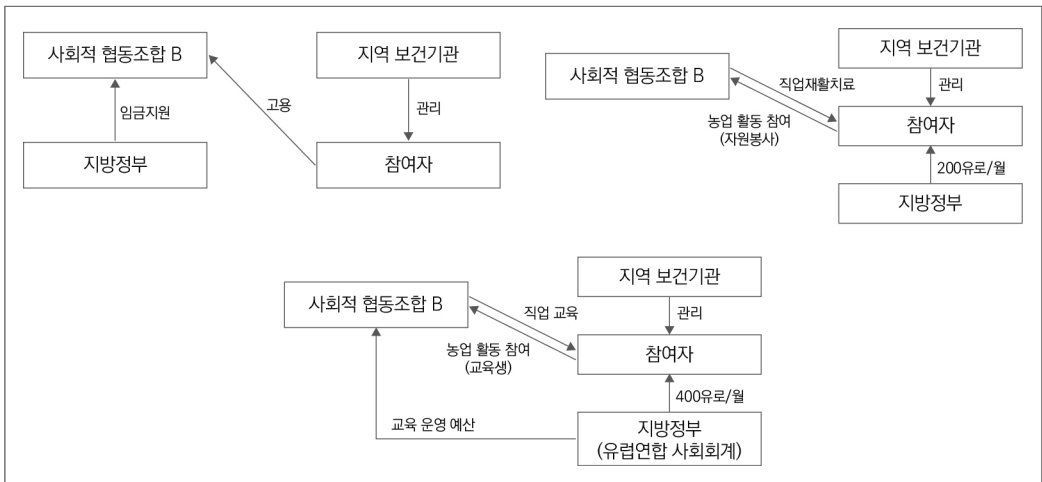 사회적 협동조합 B
지역 보건기관
임금지원
고용
관리
지방정부
참여자
사회적 협동조합 B
지역 보건기관
직업재활치료
관리
농업 활동 참여
(자원봉사)
참여자
200유로/월
지방정부
사회적 협동조합 B
지역 보건기관
직업 교육
관리
농업 활동 참여
(교육생)
참여자
400유로/월
교육 운영 예산
지방정부
(유럽연합 사회회계)